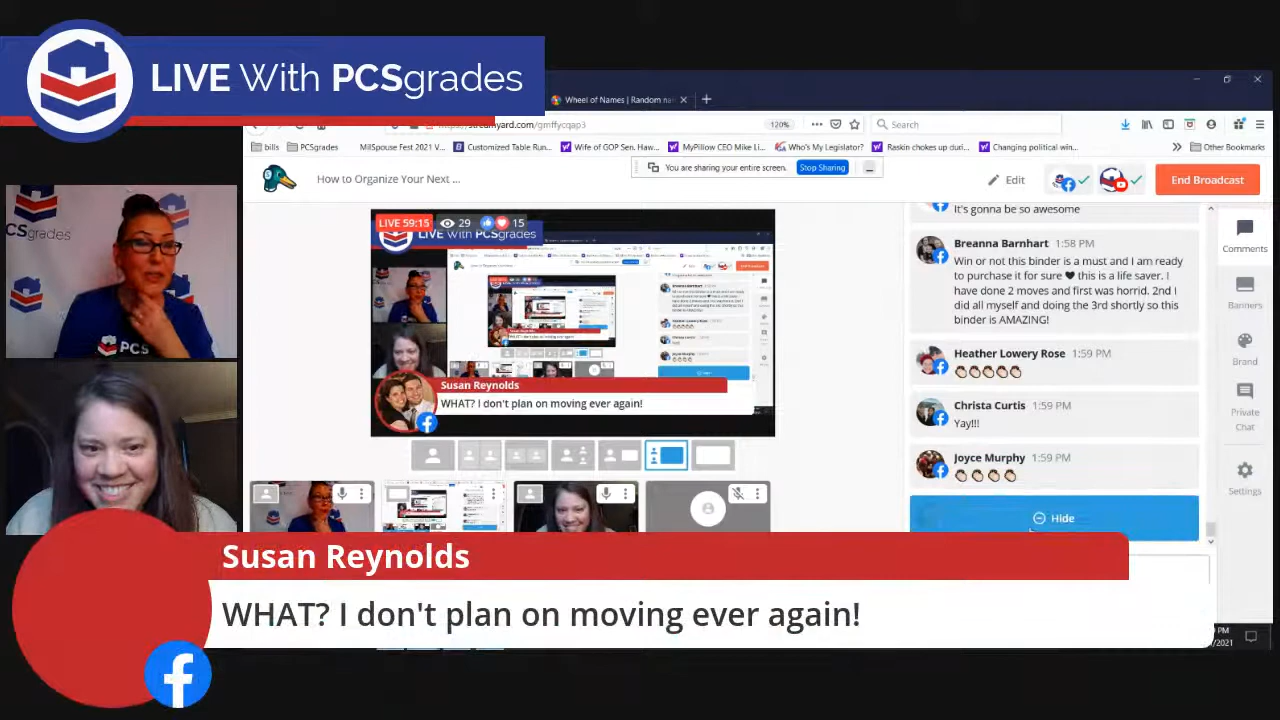 LIVE With PCSgrades
Wheel of Names | Random na
streamyard.com/gmffycqap3
120%
Search
bills
PCSgrades
MilSpouse Fest 2021 V...
Customized Table Run...
Wife of GOP Sen. Haw...
MyPillow CEO Mike Li...
Who's My Legislator?
Raskin chokes up duri...
Changing political win...
Other Bookmarks
You are sharing your entire screen.
Stop Sharing
How to Organize Your Next ...
Edit
End Broadcast
LIVE 59:15
29
15
LIVE With PCSgrades
CSgrades
PCS
Susan Reynolds
WHAT? I don't plan on moving ever again!
It's gonna be so awesome
Breanna Barnhart 1:58 PM
Win or not this binder is a must and I am ready
to purchase it for sure ❤ this is a life saver. I
have done 2 moves and first was horrid. 2nd I
did all myself and doing the 3rd shortly so this
binder is AMAZING!
Heather Lowery Rose 1:59 PM
👏🏻👏🏻👏🏻👏🏻👏🏻
Christa Curtis 1:59 PM
Yay!!!
Joyce Murphy 1:59 PM
👏🏻👏🏻👏🏻👏🏻
Hide
Comments
Banners
Brand
Private
Chat
Settings
PM
/2021
Susan Reynolds
WHAT? I don't plan on moving ever again!